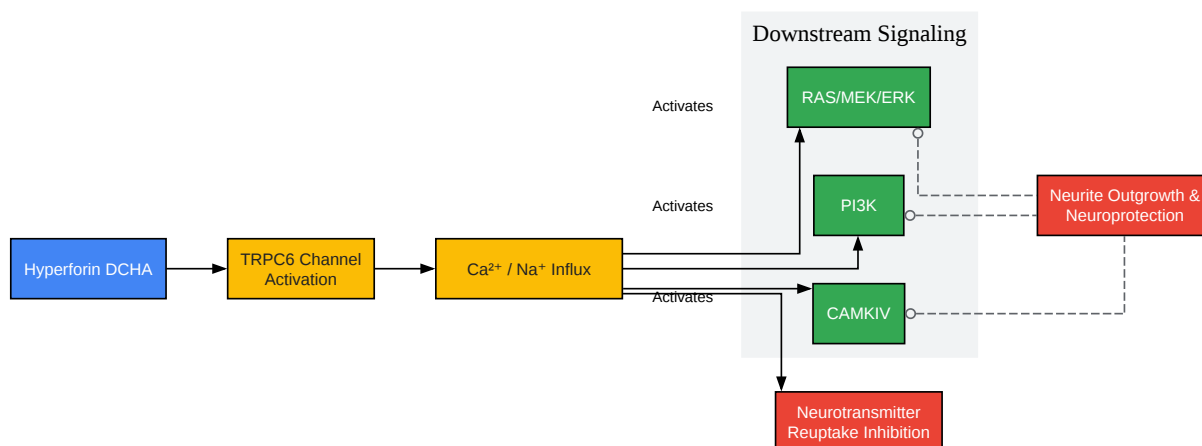 Downstream Signaling
Activates
RAS/MEK/ERK
Activates
PI3K
Neurite Outgrowth &
Neuroprotection
Hyperforin DCHA
TRPC6 Channel
Activation
Ca²⁺ / Na⁺ Influx
Activates
CAMKIV
Neurotransmitter
Reuptake Inhibition